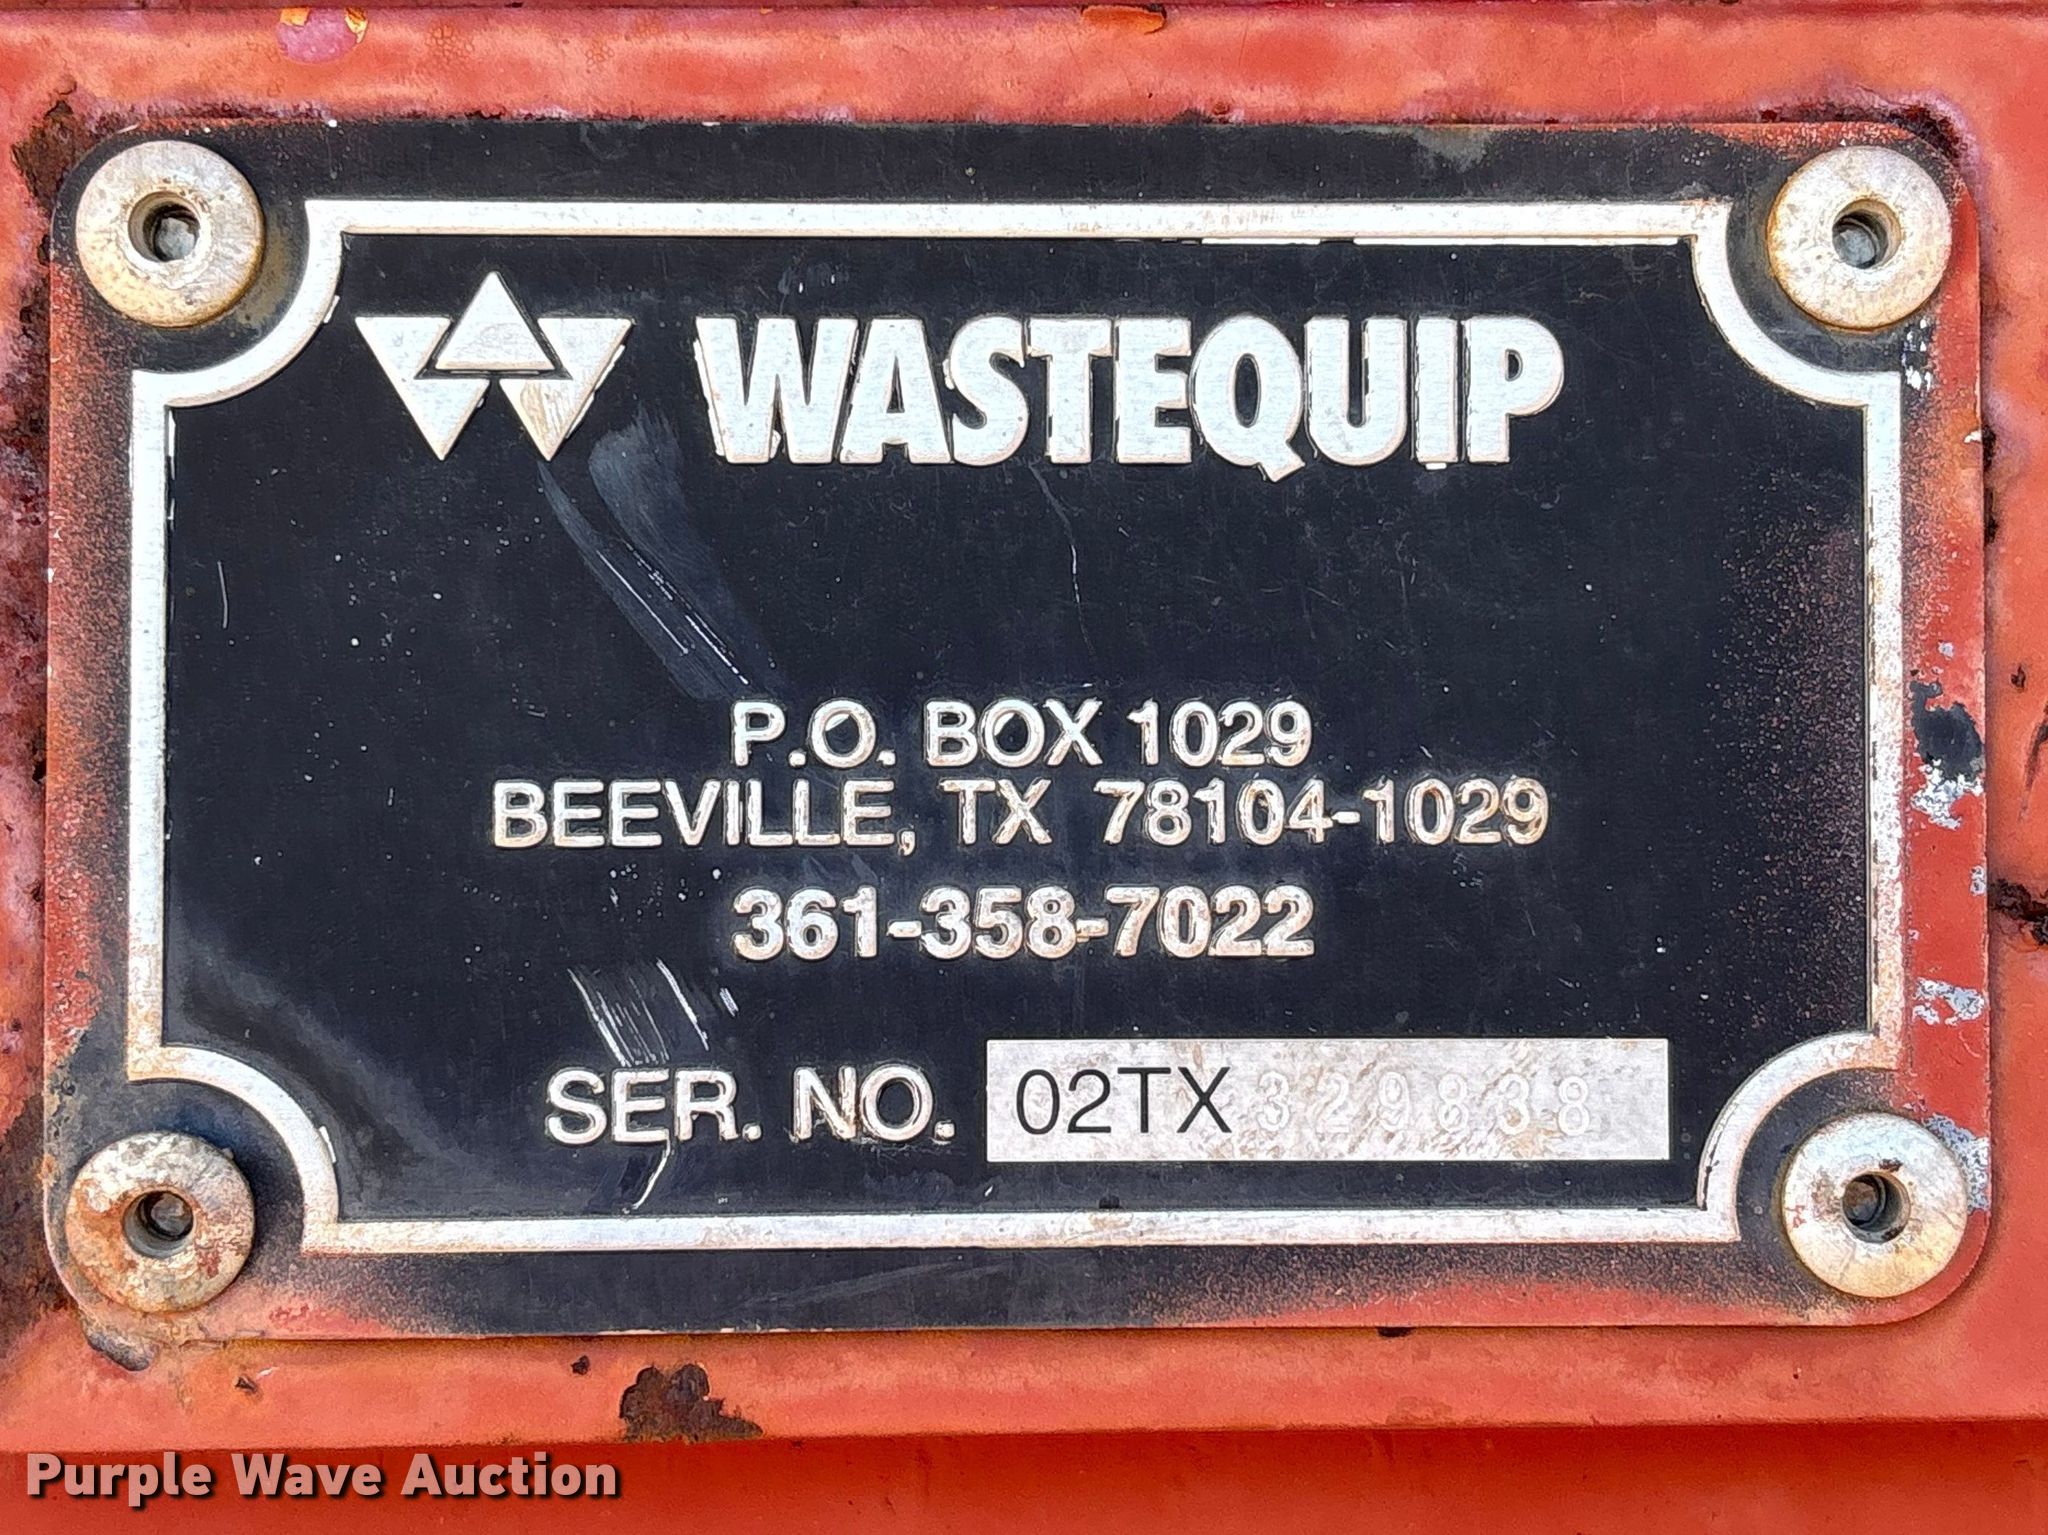 WASTEQUIP
P.O. BOX 1029
BEEVILLE, TX 78104-1029
361-358-7022
SER. NO. 02TX 329838
Purple Wave Auction